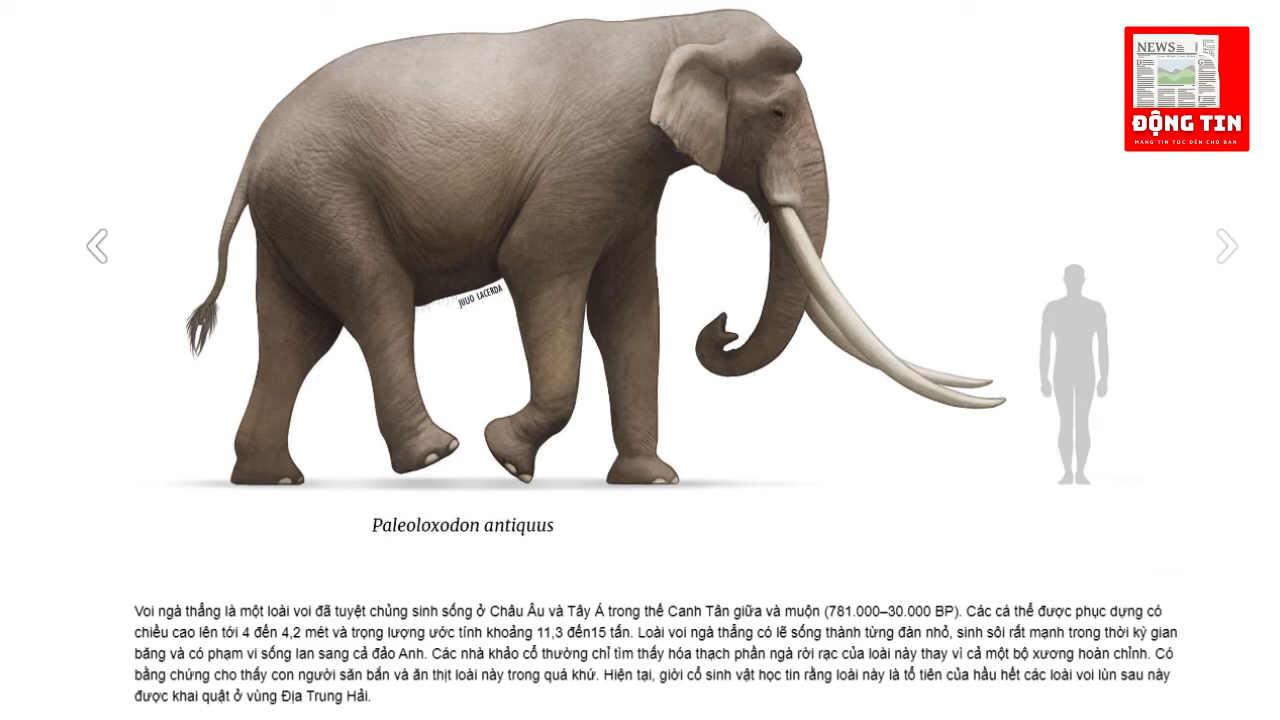 NEWS
ĐỘNG TIN
MANG TIN TỨC ĐẾN CHO BẠN
JULIO LACERDA
Paleoloxodon antiquus
Voi ngà thẳng là một loài voi đã tuyệt chủng sinh sống ở Châu Âu và Tây Á trong thế Canh Tân giữa và muộn (781.000–30.000 BP). Các cá thể được phục dựng có
chiều cao lên tới 4 đến 4,2 mét và trọng lượng ước tính khoảng 11,3 đến15 tấn. Loài voi ngà thẳng có lẽ sống thành từng đàn nhỏ, sinh sôi rất mạnh trong thời kỳ gian
băng và có phạm vi sống lan sang cả đảo Anh. Các nhà khảo cổ thường chỉ tìm thấy hóa thạch phần ngà rời rạc của loài này thay vì cả một bộ xương hoàn chỉnh. Có
bằng chứng cho thấy con người săn bắn và ăn thịt loài này trong quá khứ. Hiện tại, giới cổ sinh vật học tin rằng loài này là tổ tiên của hầu hết các loài voi lùn sau này
được khai quật ở vùng Địa Trung Hải.